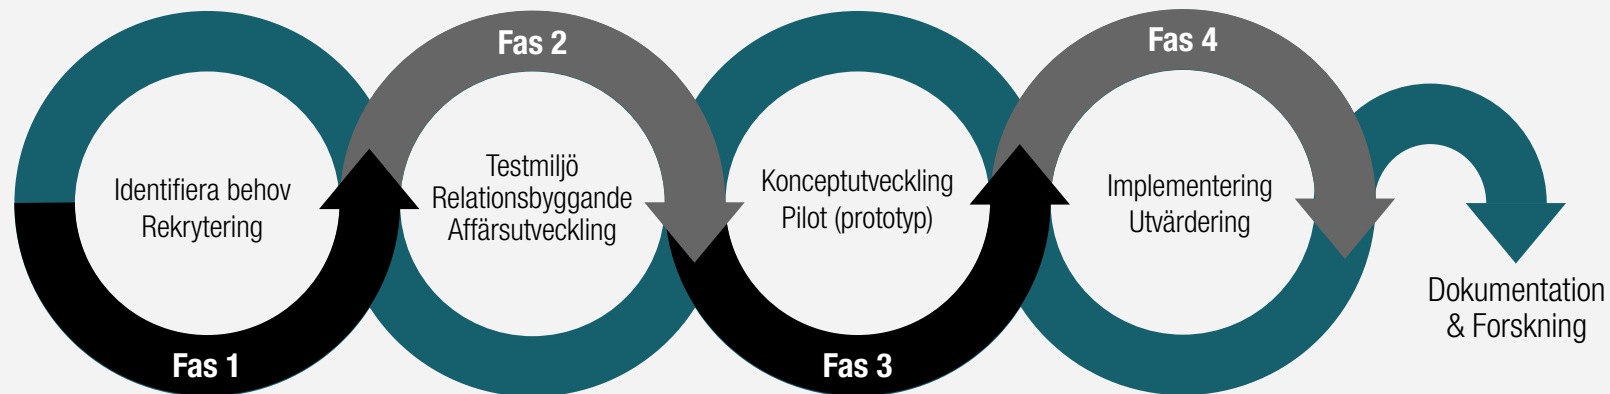 Fas 1
Identifiera behov
Rekrytering
Fas 2
Testmiljö
Relationsbyggande
Affärsutveckling
Fas 3
Konceptutveckling
Pilot (prototyp)
Fas 4
Implementering
Utvärdering
Dokumentation
& Forskning